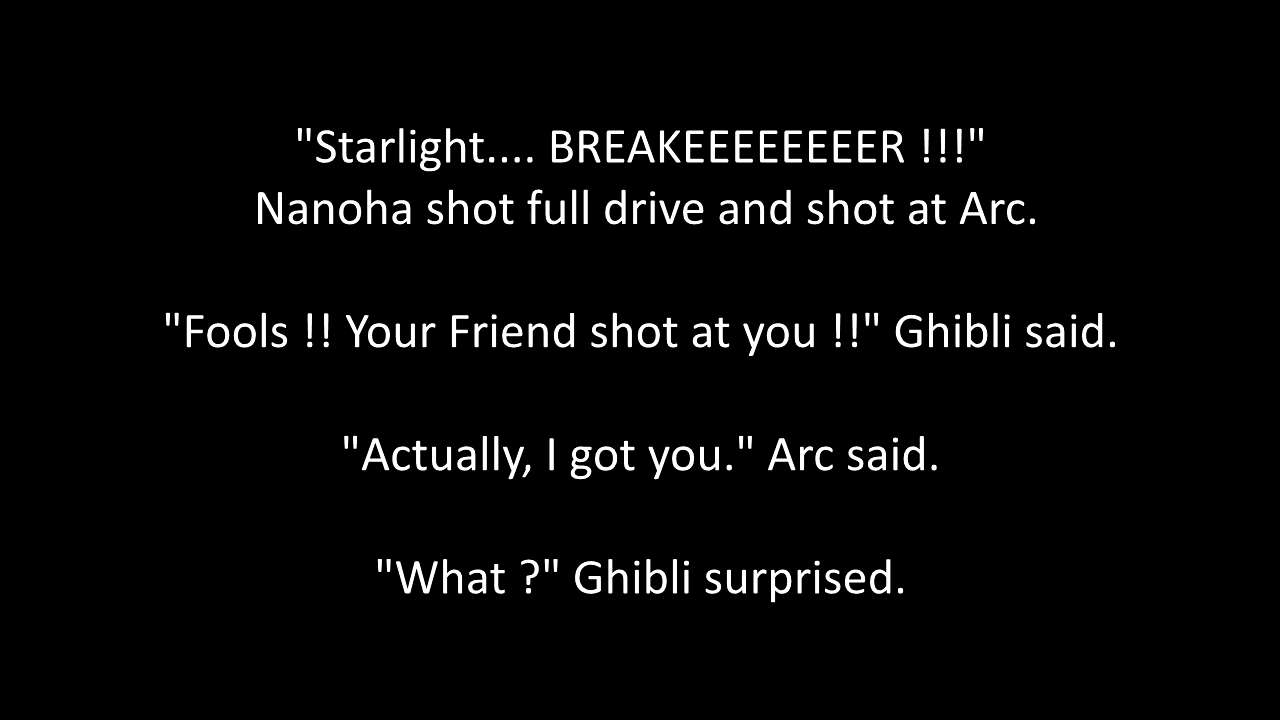 "Starlight.... BREAKEEEEEEEER !!!"
Nanoha shot full drive and shot at Arc.
"Fools !! Your Friend shot at you !!" Ghibli said.
"Actually, I got you." Arc said.
"What ?" Ghibli surprised.